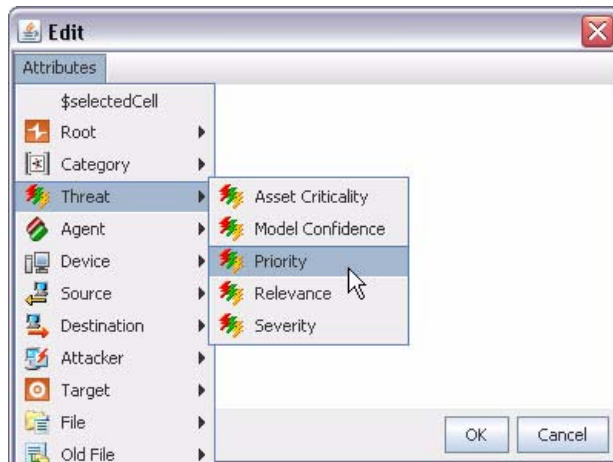 Edit
Attributes
$selectedCell
Root
Category
Threat
Agent
Device
Source
Destination
Attacker
Target
File
Old File
Asset Criticality
Model Confidence
Priority
Relevance
Severity
OK
Cancel